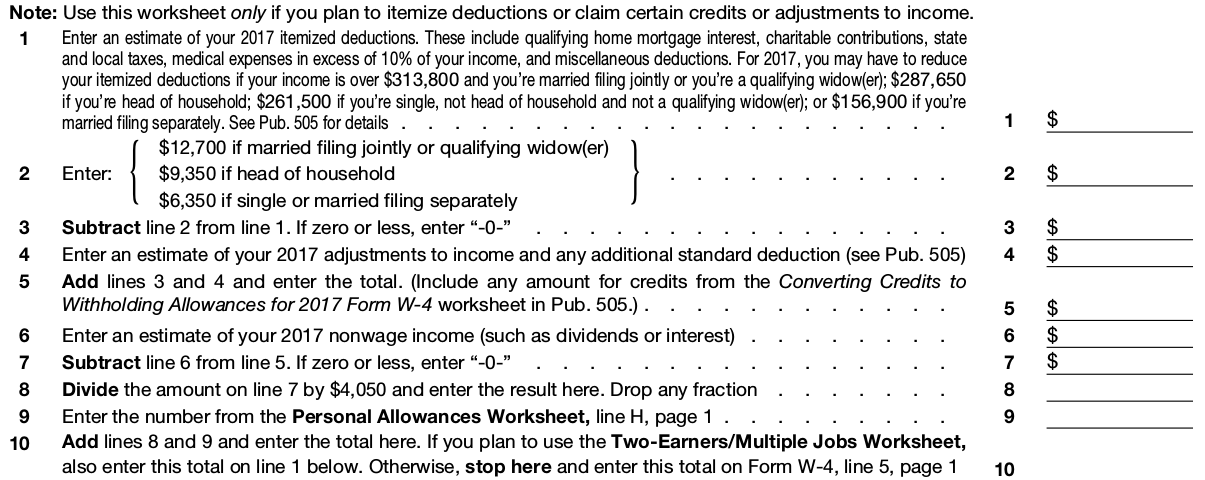 Note: Use this worksheet only if you plan to itemize deductions or claim certain credits or adjustments to income.
1 Enter an estimate of your 2017 itemized deductions. These include qualifying home mortgage interest, charitable contributions, state
and local taxes, medical expenses in excess of 10% of your income, and miscellaneous deductions. For 2017, you may have to reduce
your itemized deductions if your income is over $313,800 and you're married filing jointly or you're a qualifying widow(er); $287,650
if you're head of household; $261,500 if you're single, not head of household and not a qualifying widow(er); or $156,900 if you're
married filing separately. See Pub. 505 for details . . . . . . . . . . . . . . . . . . . . . 1 $
$12,700 if married filing jointly or qualifying widow(er)
2 Enter: { $9,350 if head of household } . . . . . . . . . . . 2 $
$6,350 if single or married filing separately
3 Subtract line 2 from line 1. If zero or less, enter “-0-” . . . . . . . . . . . . . . . . 3 $
4 Enter an estimate of your 2017 adjustments to income and any additional standard deduction (see Pub. 505) 4 $
5 Add lines 3 and 4 and enter the total. (Include any amount for credits from the Converting Credits to
Withholding Allowances for 2017 Form W-4 worksheet in Pub. 505.) . . . . . . . . . . . . 5 $
6 Enter an estimate of your 2017 nonwage income (such as dividends or interest) . . . . . . . . 6 $
7 Subtract line 6 from line 5. If zero or less, enter “-0-” . . . . . . . . . . . . . . . . 7 $
8 Divide the amount on line 7 by $4,050 and enter the result here. Drop any fraction . . . . . . . 8
9 Enter the number from the Personal Allowances Worksheet, line H, page 1 . . . . . . . . . 9
10 Add lines 8 and 9 and enter the total here. If you plan to use the Two-Earners/Multiple Jobs Worksheet,
also enter this total on line 1 below. Otherwise, stop here and enter this total on Form W-4, line 5, page 1 10